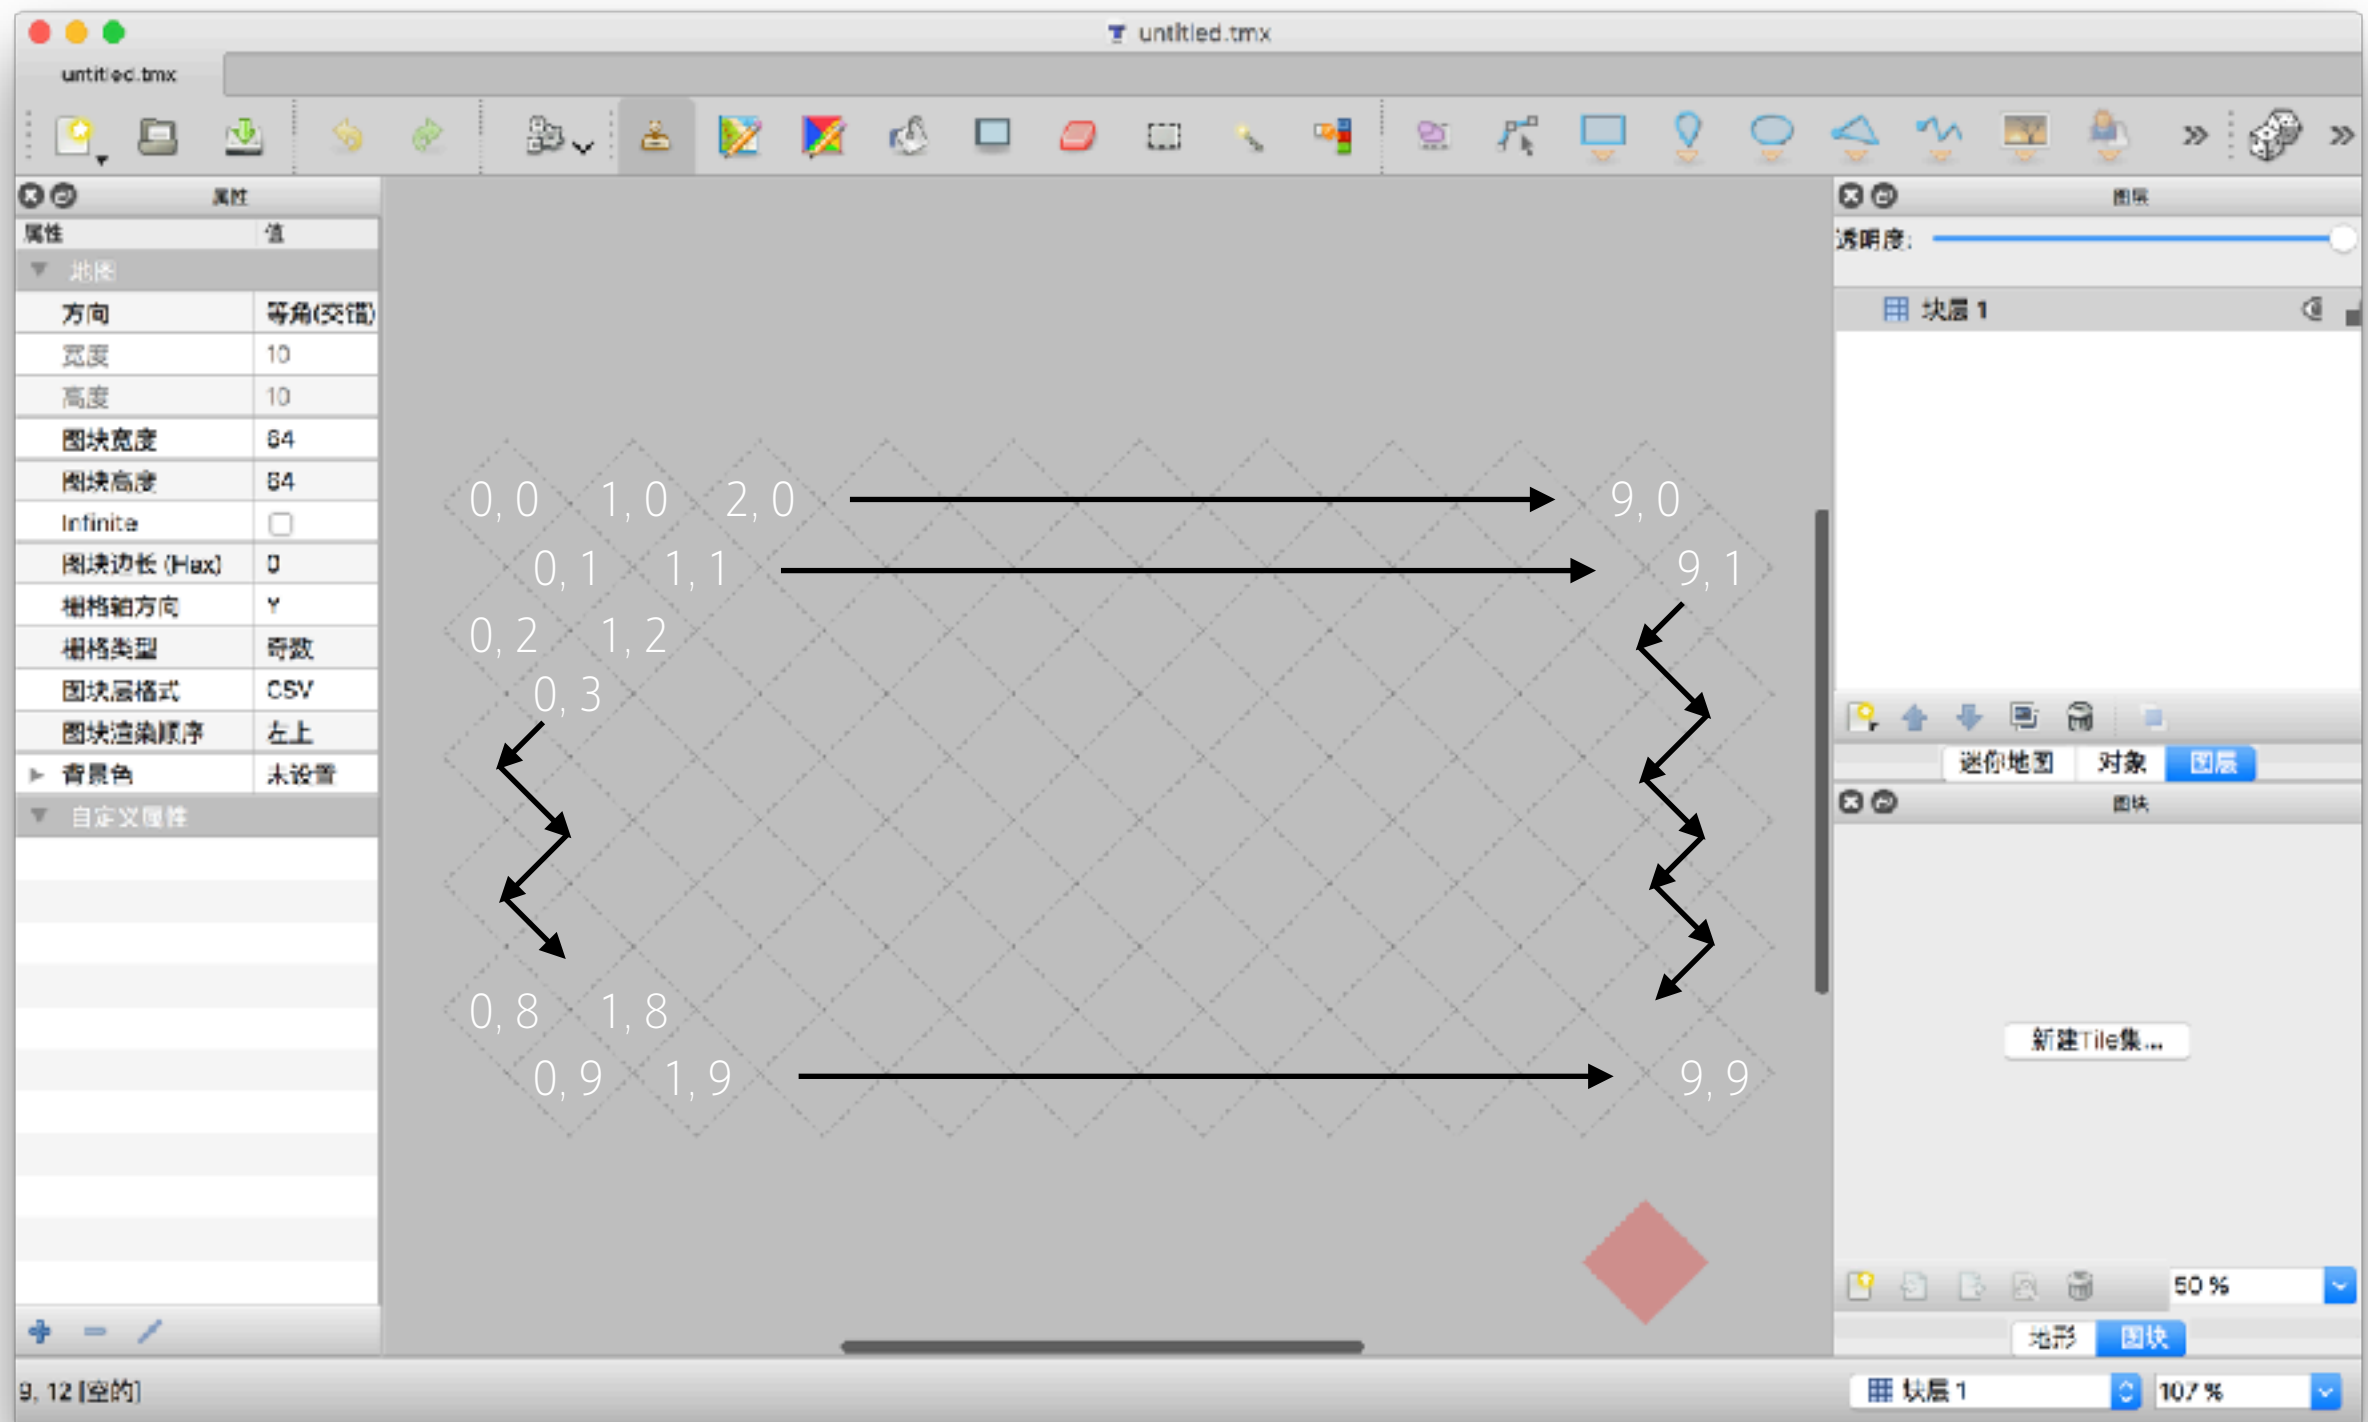 untitled.tmx
untitled.tmx
属性
属性 值
地图
方向 等角(交错)
宽度 10
高度 10
图块宽度 64
图块高度 64
Infinite
图块边长 (Hex) 0
栅格轴方向 Y
栅格类型 奇数
图块层格式 CSV
图块渲染顺序 左上
背景色 未设置
自定义属性
0, 0 1, 0 2, 0 9, 0
0, 1 1, 1 9, 1
0, 2 1, 2
0, 3
0, 8 1, 8
0, 9 1, 9 9, 9
图层
透明度:
块层 1
迷你地图 对象 图层
图块
新建Tile集...
50 %
地形 图块
9, 12 [空的]
块层 1 107 %